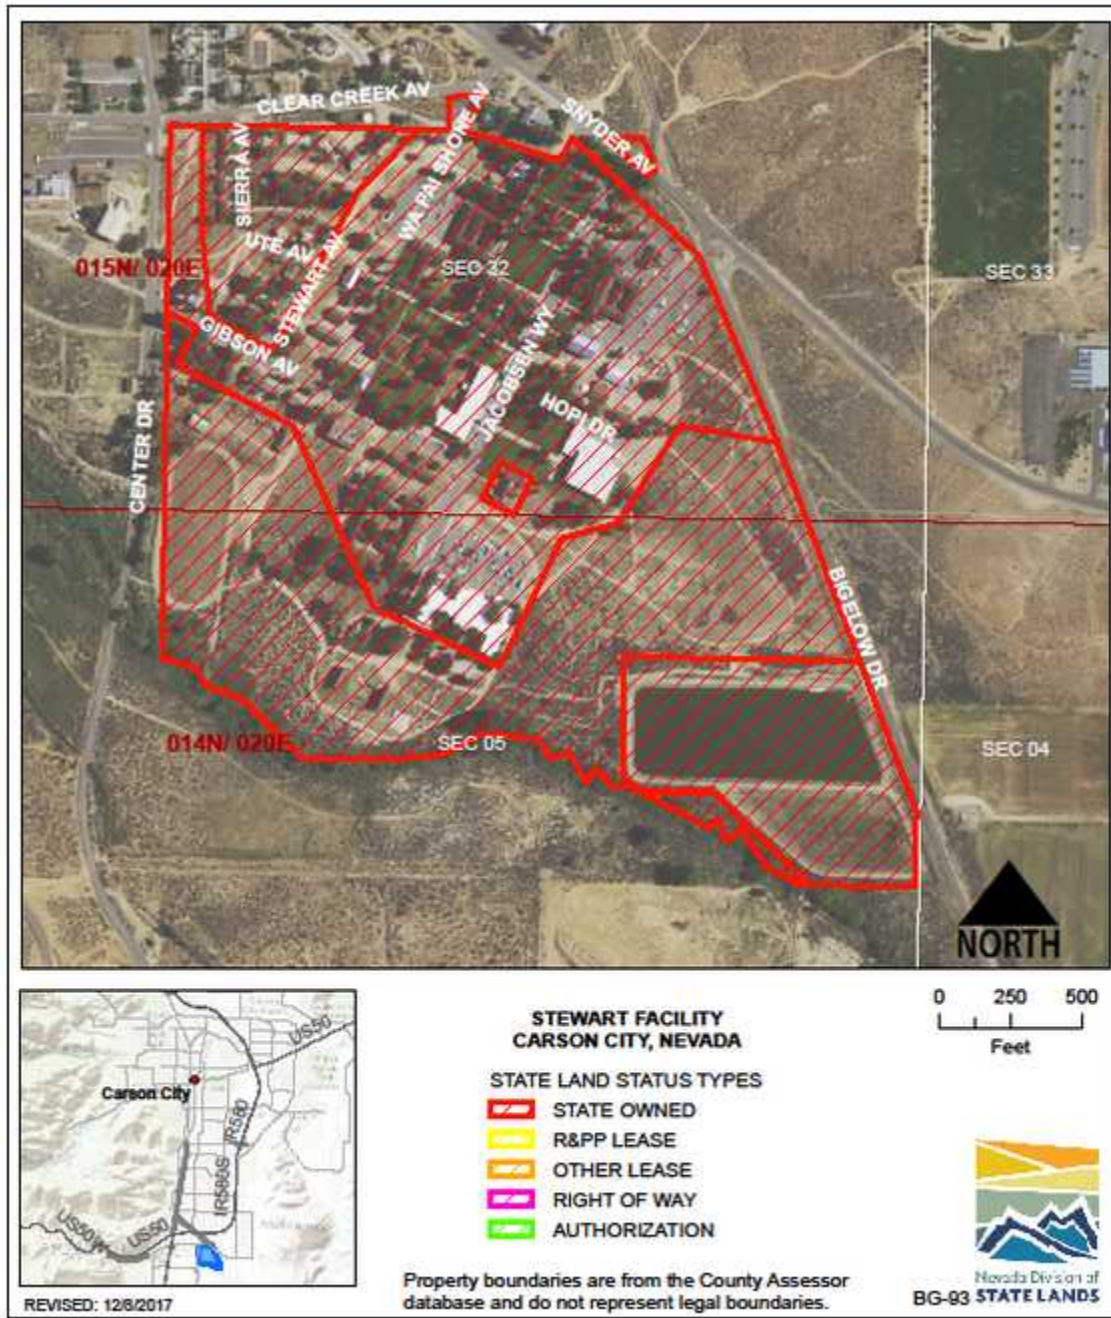 CLEAR CREEK AV
WA PAI SHONE AV
SNYDER AV
SIERRA AV
UTE AV
STEWART AV
015N/ 020E
SEC 32
SEC 33
GIBSON AV
JACOBSEN WY
HOPI DR
CENTER DR
BIGELOW DR
014N/ 020E
SEC 05
SEC 04
NORTH
US50
Carson City
IR580
IR580S
US50W
US50
REVISED: 12/6/2017
STEWART FACILITY
CARSON CITY, NEVADA
STATE LAND STATUS TYPES
STATE OWNED
R&PP LEASE
OTHER LEASE
RIGHT OF WAY
AUTHORIZATION
Property boundaries are from the County Assessor
database and do not represent legal boundaries.
0 250 500
Feet
Nevada Division of
BG-93 STATE LANDS